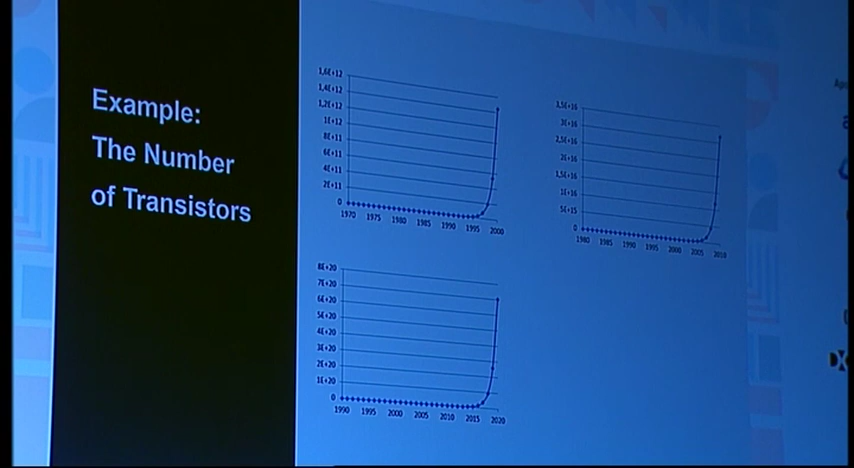 Example:
The Number
of Transistors
1,6E+12
1,4E+12
1,2E+12
1E+12
8E+11
6E+11
4E+11
2E+11
0
1970 1975 1980 1985 1990 1995 2000
3,5E+16
3E+16
2,5E+16
2E+16
1,5E+16
1E+16
5E+15
0
1980 1985 1990 1995 2000 2005 2010
8E+20
7E+20
6E+20
5E+20
4E+20
3E+20
2E+20
1E+20
0
1990 1995 2000 2005 2010 2015 2020